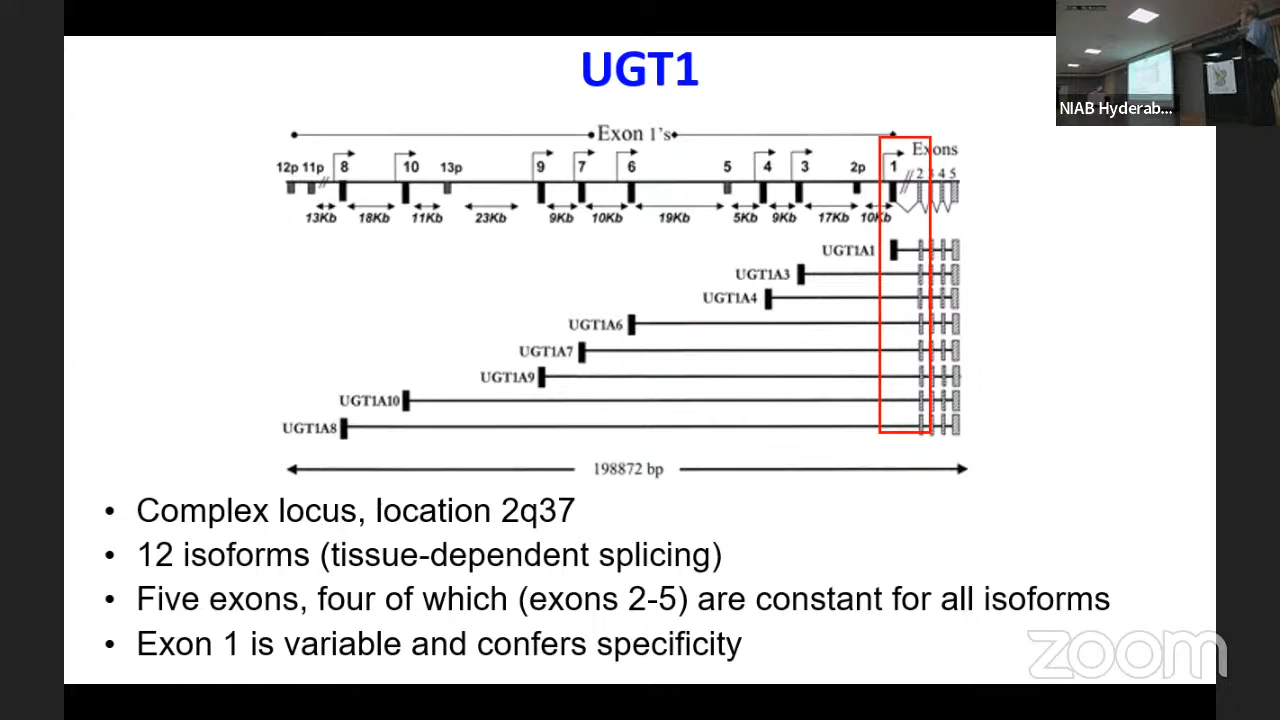 UGT1
NIAB Hyderab...
Exon 1's
Exons
12p 11p 8 10 13p 9 7 6 5 4 3 2p 1 2 3 4 5
13Kb 18Kb 11Kb 23Kb 9Kb 10Kb 19Kb 5Kb 9Kb 17Kb 10Kb
UGT1A1
UGT1A3
UGT1A4
UGT1A6
UGT1A7
UGT1A9
UGT1A10
UGT1A8
198872 bp
• Complex locus, location 2q37
• 12 isoforms (tissue-dependent splicing)
• Five exons, four of which (exons 2-5) are constant for all isoforms
• Exon 1 is variable and confers specificity
zoom